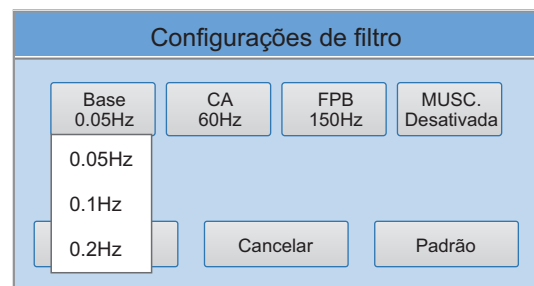 Configurações de filtro
Base
0.05Hz
CA
60Hz
FPB
150Hz
MUSC.
Desativada
0.05Hz
0.1Hz
0.2Hz
Cancelar
Padrão